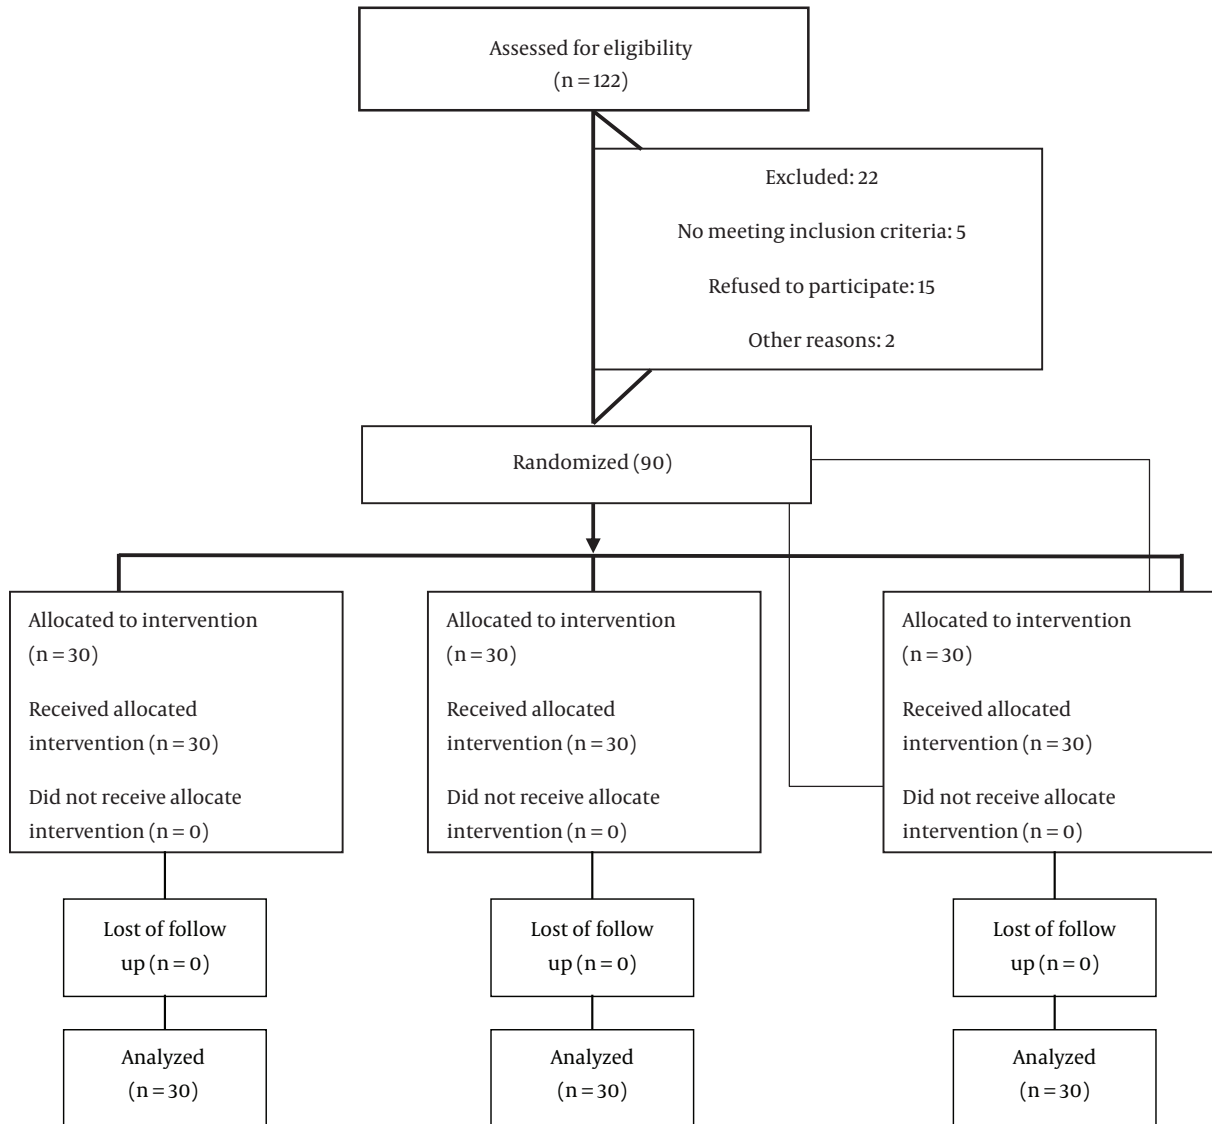 Assessed for eligibility
(n = 122)
Excluded: 22
No meeting inclusion criteria: 5
Refused to participate: 15
Other reasons: 2
Randomized (90)
Allocated to intervention
(n = 30)
Received allocated
intervention (n = 30)
Did not receive allocate
intervention (n = 0)
Allocated to intervention
(n = 30)
Received allocated
intervention (n = 30)
Did not receive allocate
intervention (n = 0)
Allocated to intervention
(n = 30)
Received allocated
intervention (n = 30)
Did not receive allocate
intervention (n = 0)
Lost of follow
up (n = 0)
Lost of follow
up (n = 0)
Lost of follow
up (n = 0)
Analyzed
(n = 30)
Analyzed
(n = 30)
Analyzed
(n = 30)